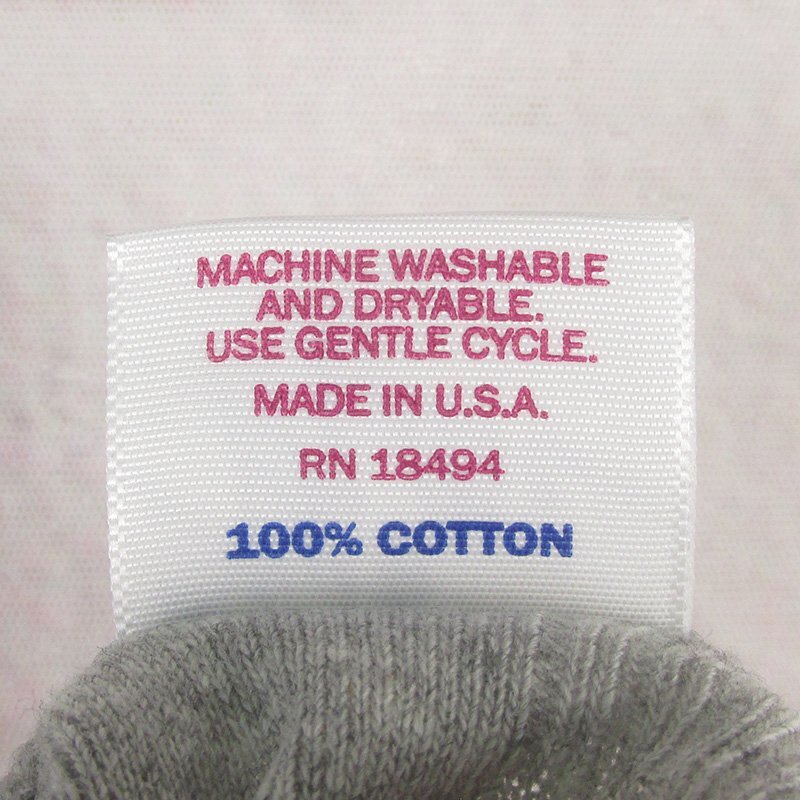 MACHINE WASHABLE
AND DRYABLE.
USE GENTLE CYCLE.
MADE IN U.S.A.
RN 18494
100% COTTON